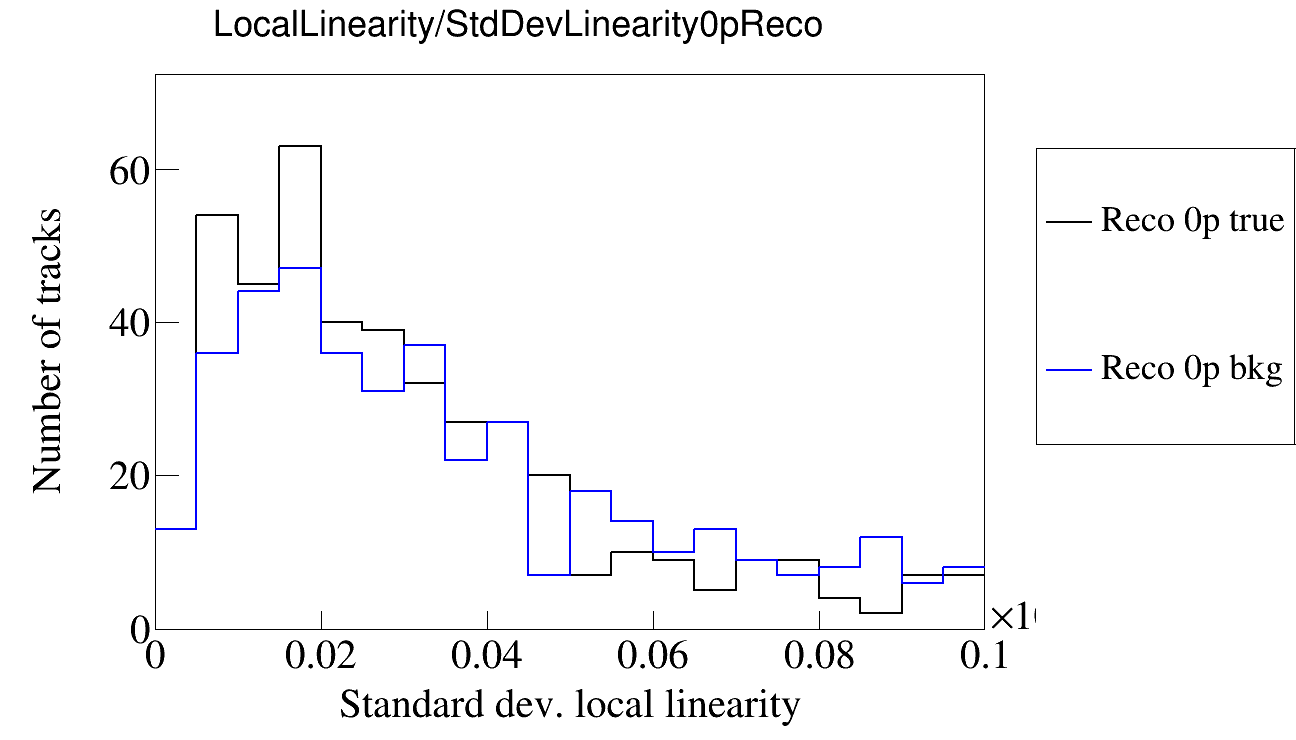 LocalLinearity/StdDevLinearity0pReco
Number of tracks
60
40
20
0
0 0.02 0.04 0.06 0.08 0.1
×10
Standard dev. local linearity
Reco 0p true
Reco 0p bkg